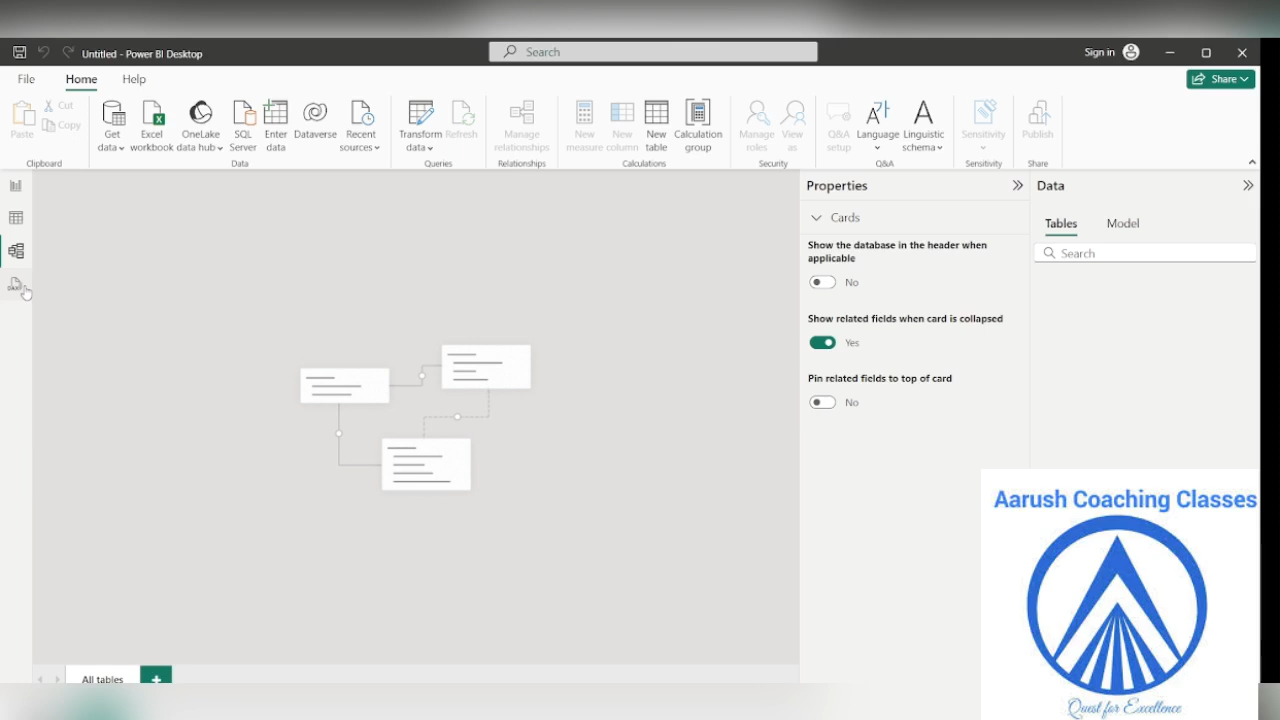 Untitled - Power BI Desktop
Search
Sign in
File
Home
Help
Share
Paste
Cut
Copy
Get data
Excel workbook
OneLake data hub
SQL Server
Enter data
Dataverse
Recent sources
Transform data
Refresh
Manage relationships
New measure
New column
New table
Calculation group
Manage roles
View as
Q&A setup
Language
Linguistic schema
Sensitivity
Publish
Clipboard
Data
Queries
Relationships
Calculations
Security
Q&A
Sensitivity
Share
Properties
Data
Cards
Tables
Model
Show the database in the header when
applicable
Search
No
DAX
Show related fields when card is collapsed
Yes
Pin related fields to top of card
No
Aarush Coaching Classes
Quest for Excellence
All tables
+